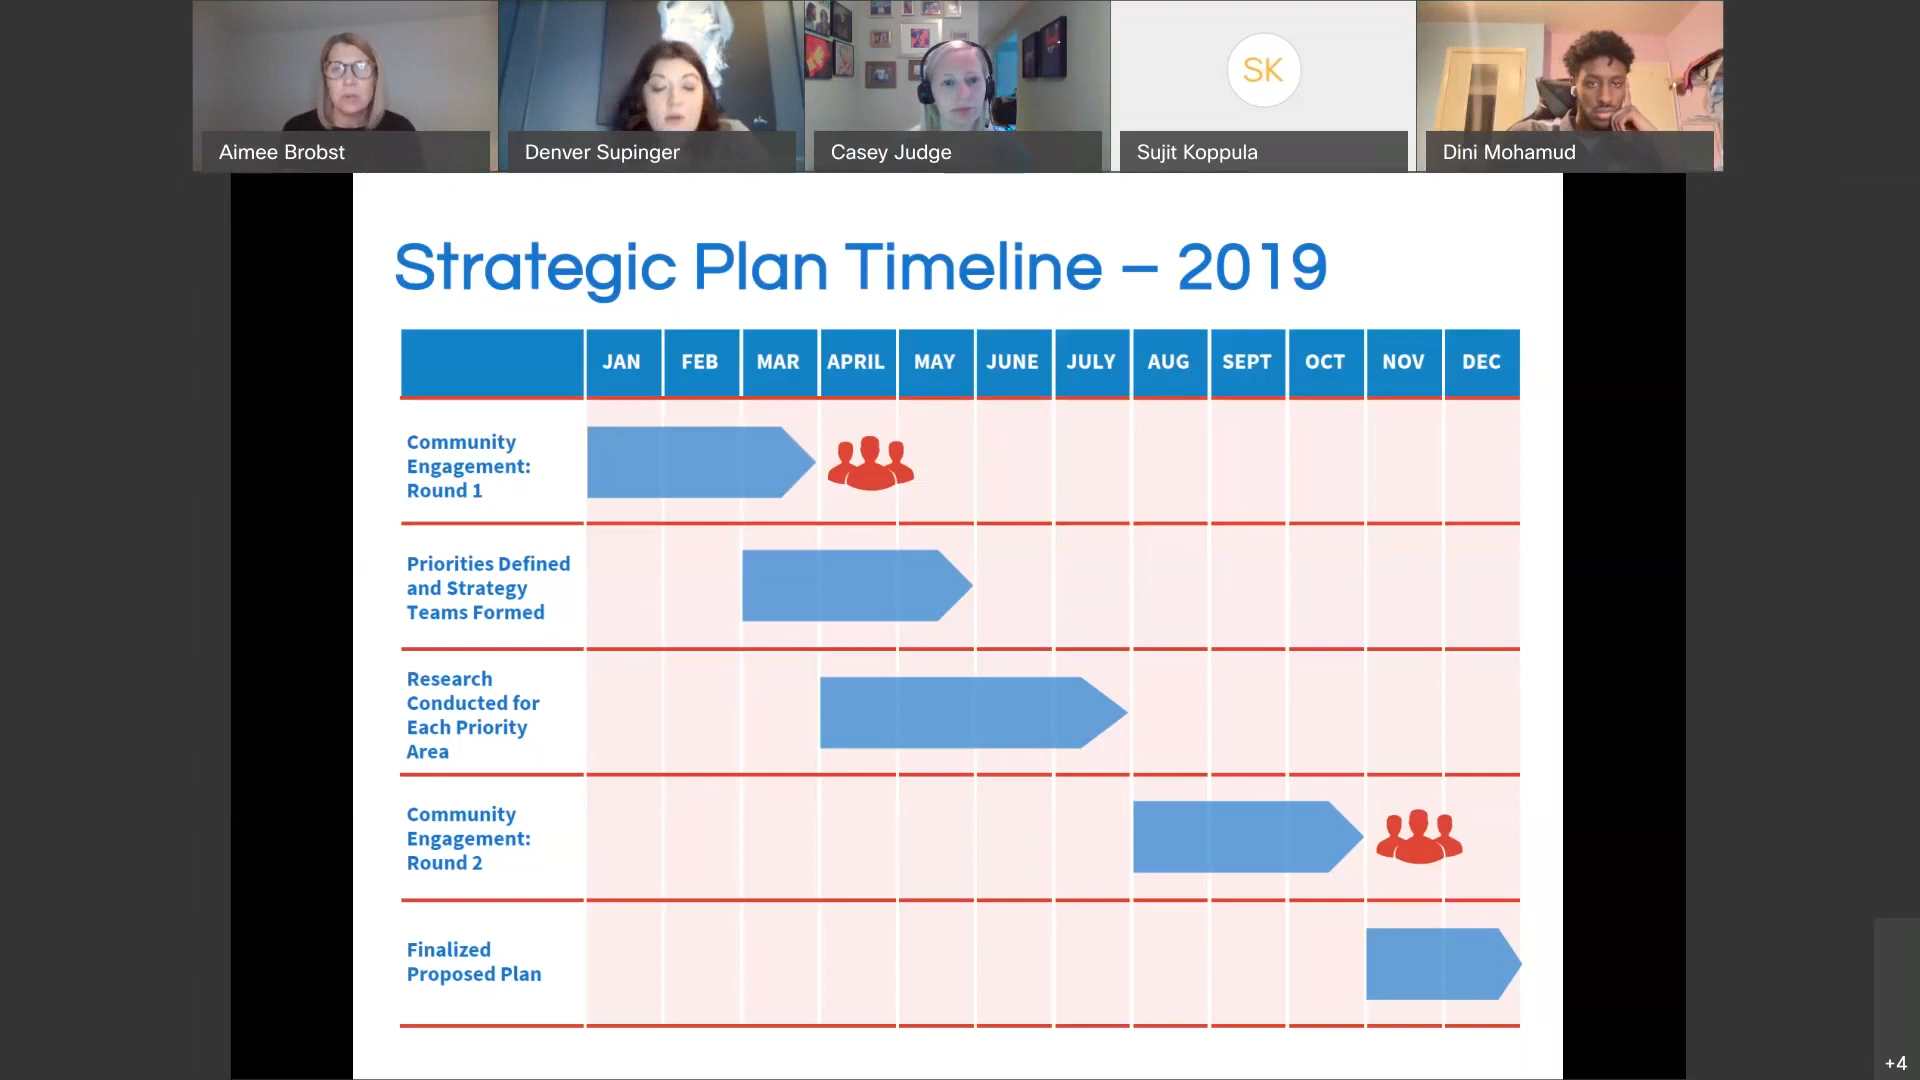 Aimee Brobst
Denver Supinger
Casey Judge
SK
Sujit Koppula
Dini Mohamud
Strategic Plan Timeline – 2019
JAN FEB MAR APRIL MAY JUNE JULY AUG SEPT OCT NOV DEC
Community
Engagement:
Round 1
Priorities Defined
and Strategy
Teams Formed
Research
Conducted for
Each Priority
Area
Community
Engagement:
Round 2
Finalized
Proposed Plan
+4